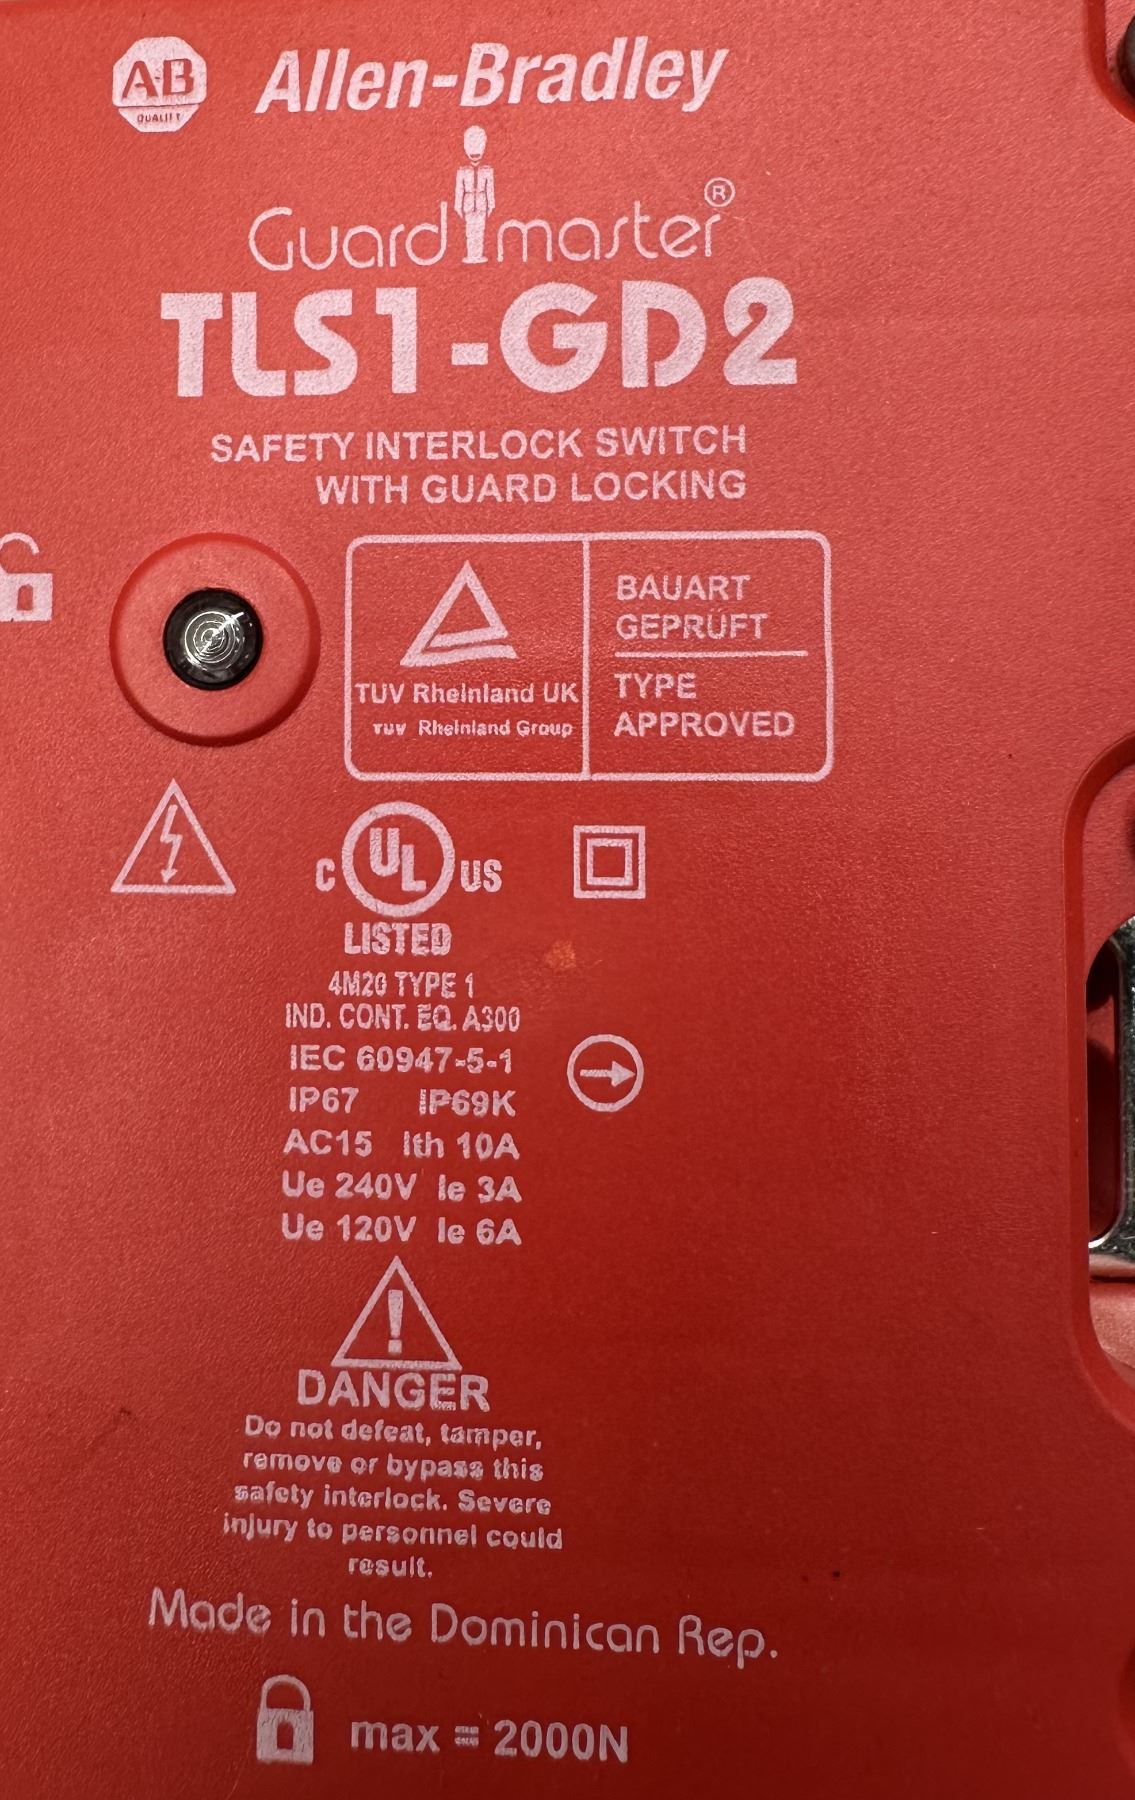 AB
QUALITY
Allen-Bradley
Guardmaster®
TLS1-GD2
SAFETY INTERLOCK SWITCH
WITH GUARD LOCKING
BAUART
GEPRÜFT
TYPE
APPROVED
TUV Rheinland UK
TUV Rheinland Group
C UL US
LISTED
4M20 TYPE 1
IND. CONT. EQ. A300
IEC 60947-5-1
IP67 IP69K
AC15 Ith 10A
Ue 240V Ie 3A
Ue 120V Ie 6A
DANGER
Do not defeat, tamper,
remove or bypass this
safety interlock. Severe
injury to personnel could
result.
Made in the Dominican Rep.
max = 2000N